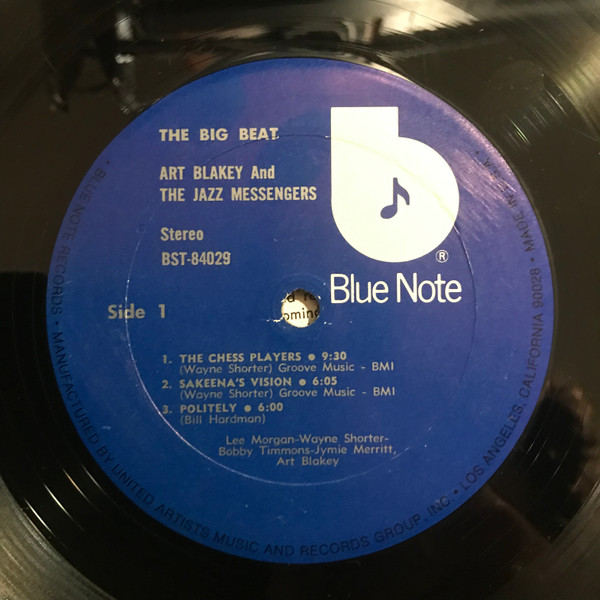 THE BIG BEAT
ART BLAKEY And
THE JAZZ MESSENGERS
Stereo
BST-84029
®
Blue Note
Side 1
1. THE CHESS PLAYERS ● 9:30
(Wayne Shorter) Groove Music - BMI
2. SAKEENA'S VISION ● 6:05
(Wayne Shorter) Groove Music - BMI
3. POLITELY ● 6:00
(Bill Hardman)
Lee Morgan-Wayne Shorter-
Bobby Timmons-Jymie Merritt,
Art Blakey
• BLUE NOTE RECORDS • MANUFACTURED BY UNITED ARTISTS MUSIC AND RECORDS GROUP, INC. • LOS ANGELES, CALIFORNIA 90028 • MADE IN U.S.A.